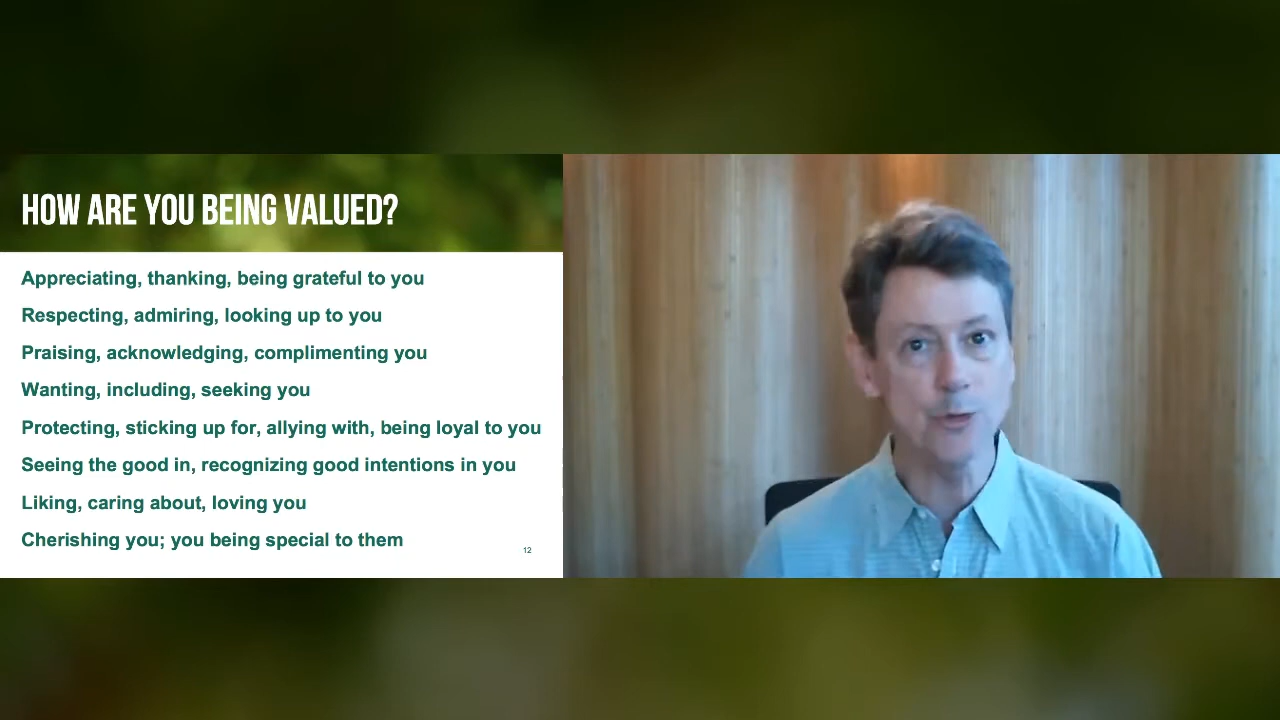 HOW ARE YOU BEING VALUED?
Appreciating, thanking, being grateful to you
Respecting, admiring, looking up to you
Praising, acknowledging, complimenting you
Wanting, including, seeking you
Protecting, sticking up for, allying with, being loyal to you
Seeing the good in, recognizing good intentions in you
Liking, caring about, loving you
Cherishing you; you being special to them
12